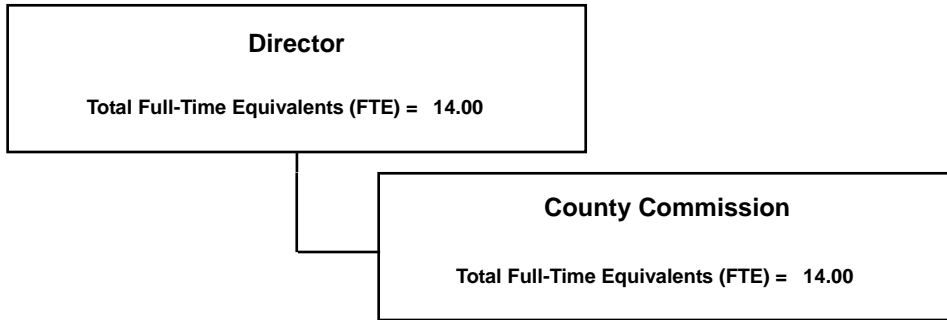 Director
Total Full-Time Equivalents (FTE) = 14.00
County Commission
Total Full-Time Equivalents (FTE) = 14.00